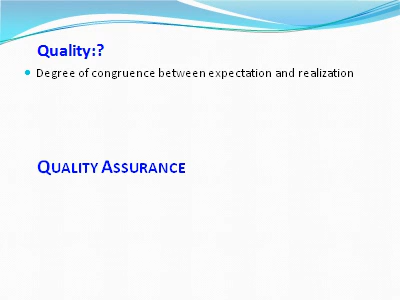 Quality:?
Degree of congruence between expectation and realization
QUALITY ASSURANCE